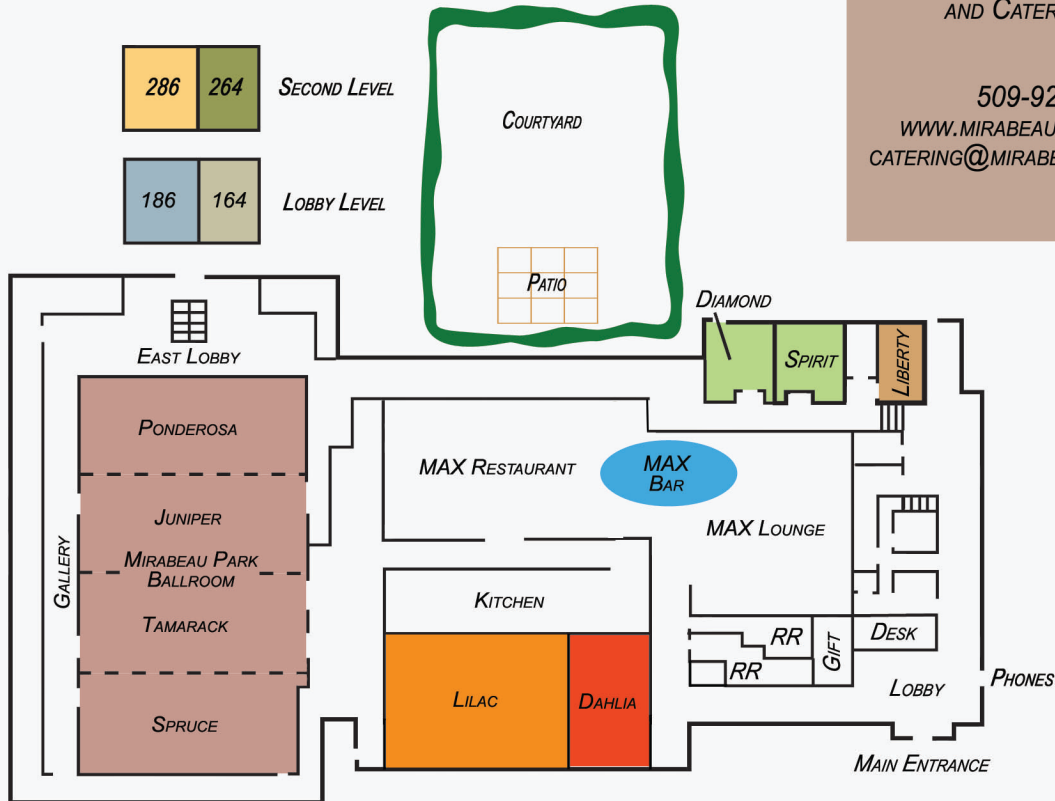 and Cater
509-92
www.mirabeau
catering@mirabe
286 264 Second Level
186 164 Lobby Level
Courtyard
Patio
Diamond
Spirit
Liberty
East Lobby
Ponderosa
Juniper
Mirabeau Park
Ballroom
Tamarack
Spruce
Gallery
MAX Restaurant
MAX
Bar
MAX Lounge
Kitchen
Lilac
Dahlia
RR
RR
Gift
Desk
Lobby
Phones
Main Entrance